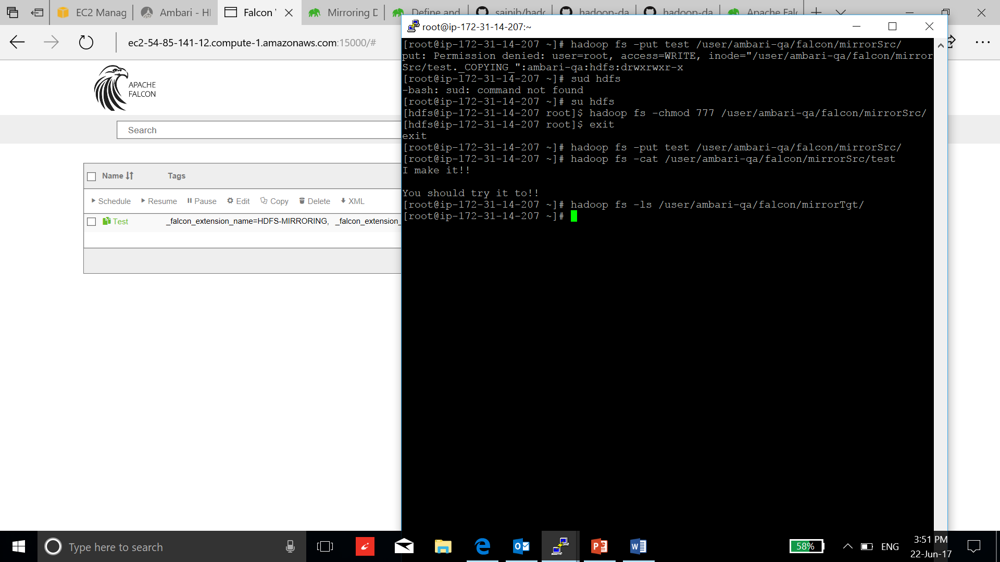 EC2 Manag
Ambari - H
Falcon
Mirroring D
Define and
sainib/hado
hadoop-da
hadoop-da
Apache Falc
root@ip-172-31-14-207:~
ec2-54-85-141-12.compute-1.amazonaws.com:15000/#
APACHE
FALCON
Search
Name
Tags
Schedule
Resume
Pause
Edit
Copy
Delete
XML
Test
_falcon_extension_name=HDFS-MIRRORING, _falcon_extension_
[root@ip-172-31-14-207 ~]# hadoop fs -put test /user/ambari-qa/falcon/mirrorSrc/
put: Permission denied: user=root, access=WRITE, inode="/user/ambari-qa/falcon/mirror
Src/test._COPYING_":ambari-qa:hdfs:drwxrwxr-x
[root@ip-172-31-14-207 ~]# sud hdfs
-bash: sud: command not found
[root@ip-172-31-14-207 ~]# su hdfs
[hdfs@ip-172-31-14-207 root]$ hadoop fs -chmod 777 /user/ambari-qa/falcon/mirrorSrc/
[hdfs@ip-172-31-14-207 root]$ exit
exit
[root@ip-172-31-14-207 ~]# hadoop fs -put test /user/ambari-qa/falcon/mirrorSrc/
[root@ip-172-31-14-207 ~]# hadoop fs -cat /user/ambari-qa/falcon/mirrorSrc/test
I make it!!
You should try it to!!
[root@ip-172-31-14-207 ~]# hadoop fs -ls /user/ambari-qa/falcon/mirrorTgt/
[root@ip-172-31-14-207 ~]#
Type here to search
58%
ENG
3:51 PM
22-Jun-17